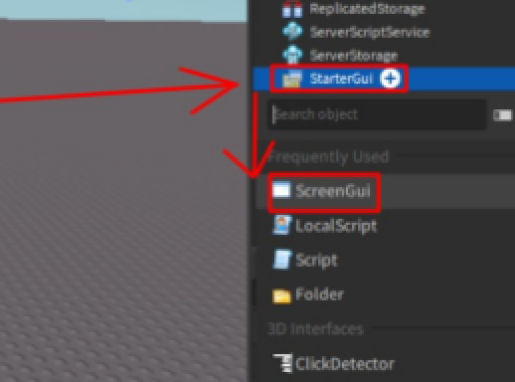 ReplicatedStorage
ServerScriptService
ServerStorage
StarterGui
Search object
Frequently Used
ScreenGui
LocalScript
Script
Folder
3D Interfaces
ClickDetector